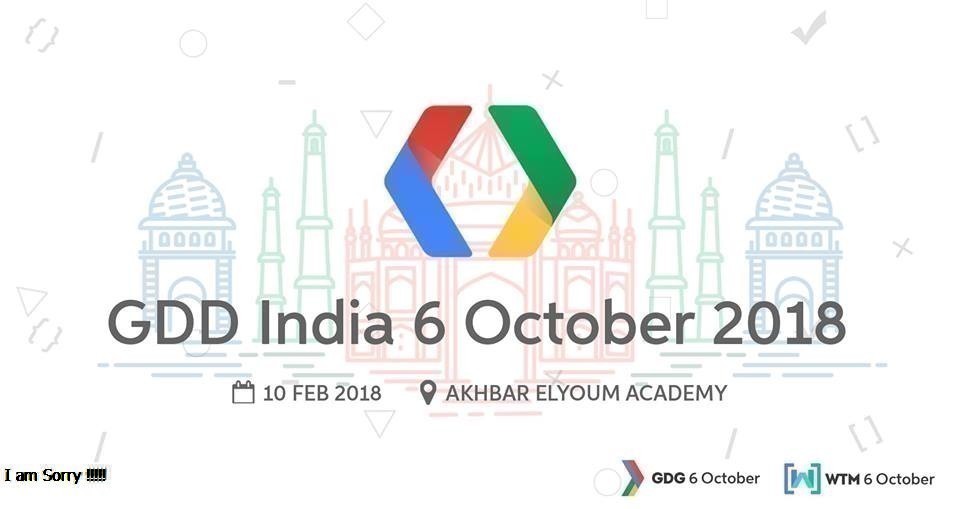 GDD India 6 October 2018
10 FEB 2018 AKHBAR ELYOUM ACADEMY
I am Sorry !!!!!
GDG 6 October WTM 6 October